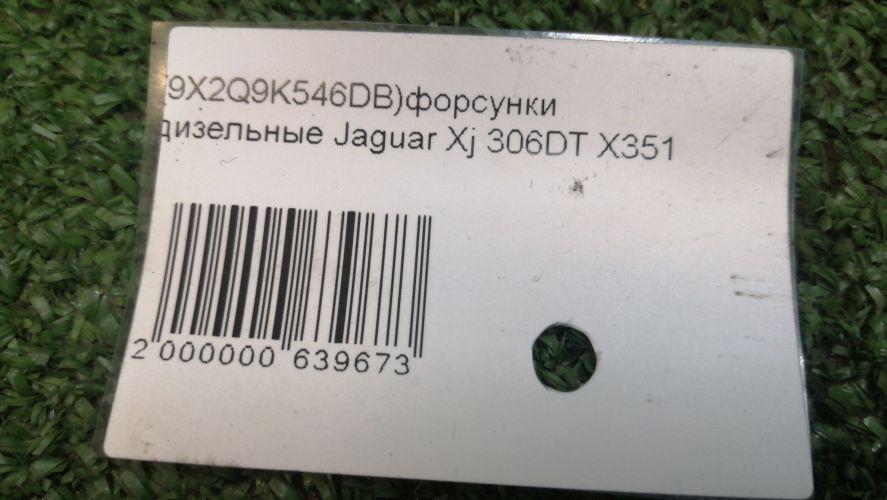 (9X2Q9K546DB)форсунки
дизельные Jaguar Xj 306DT X351
2 000000 639673